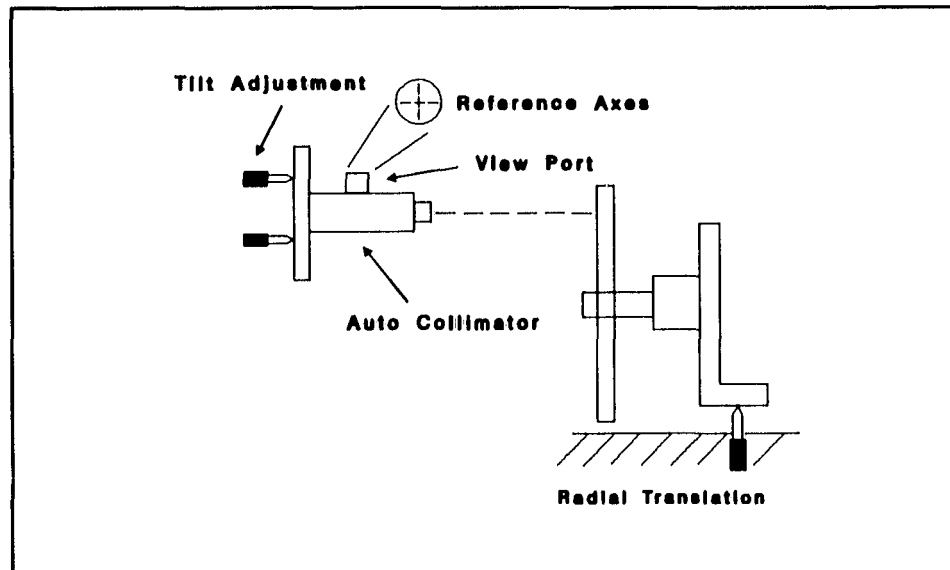 Tilt Adjustment
Reference Axes
View Port
Auto Collimator
Radial Translation